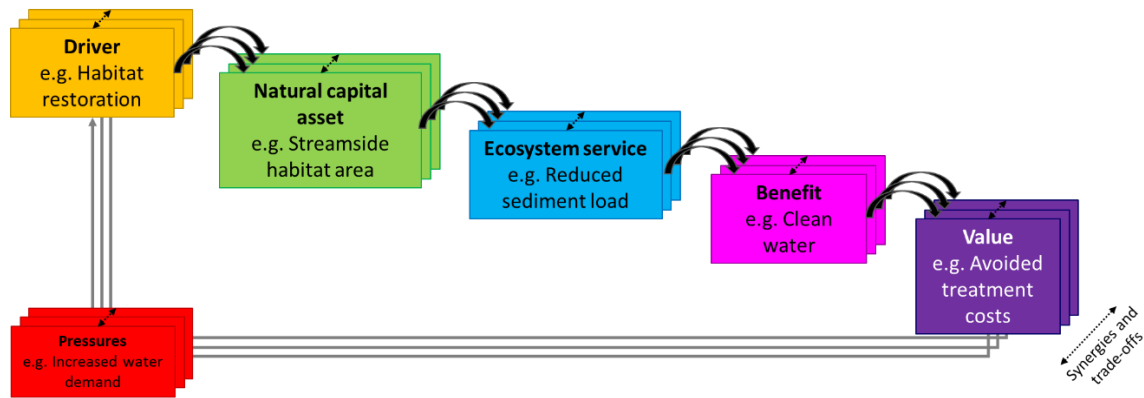 Driver
e.g. Habitat
restoration
Natural capital
asset
e.g. Streamside
habitat area
Ecosystem service
e.g. Reduced
sediment load
Benefit
e.g. Clean
water
Value
e.g. Avoided
treatment
costs
Pressures
e.g. Increased water
demand
Synergies and
trade-offs